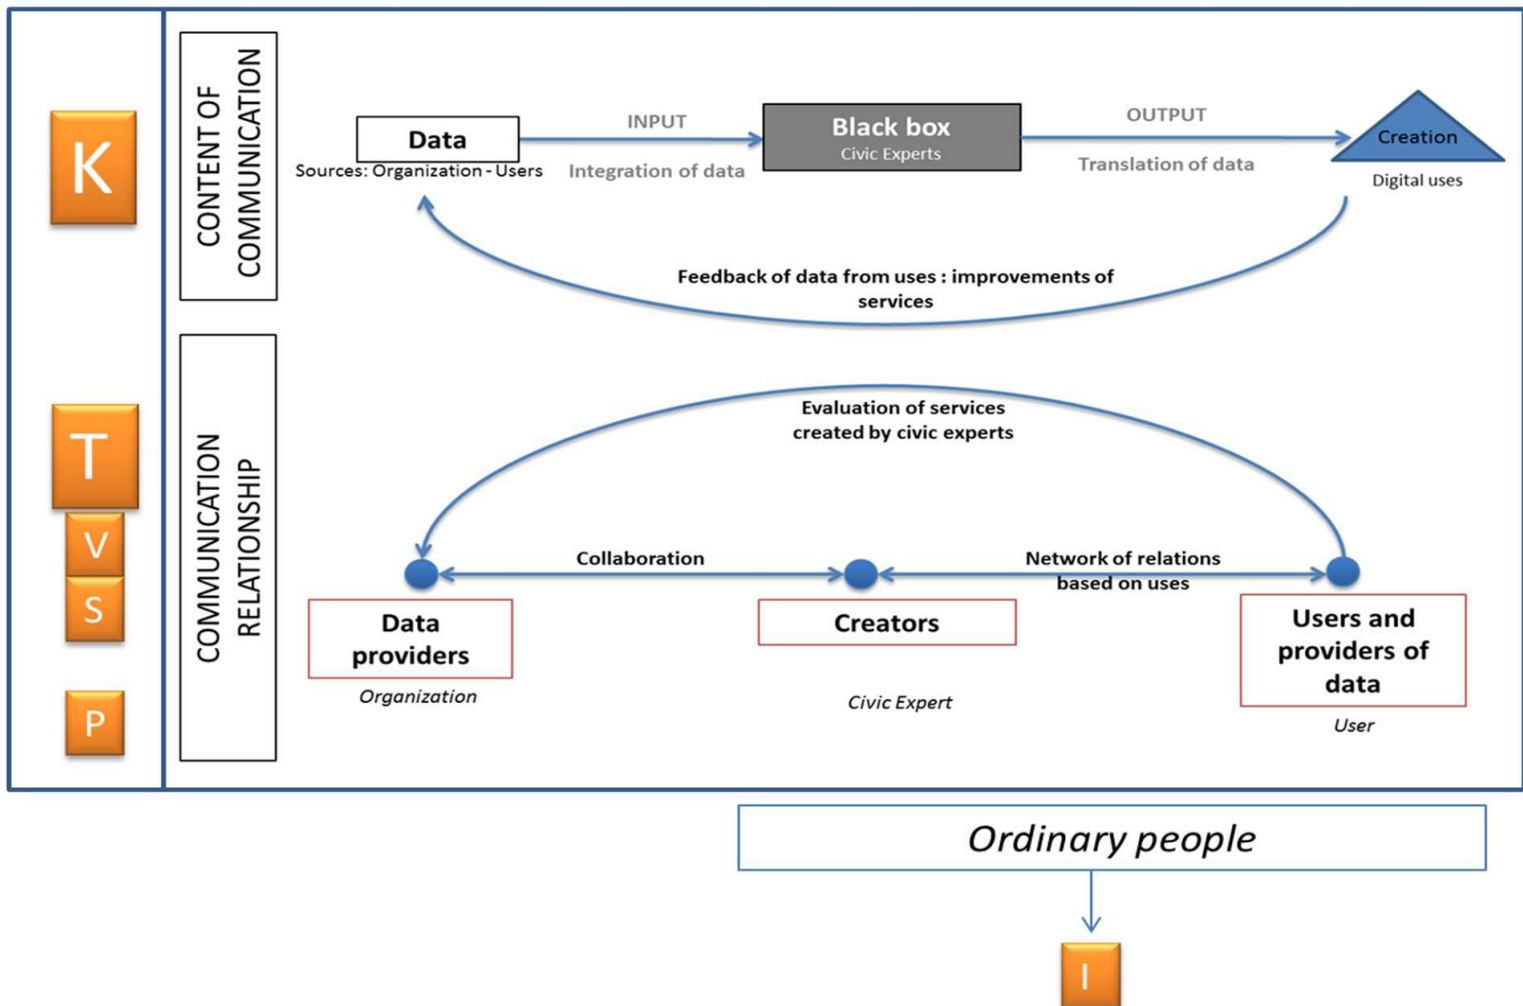 K
CONTENT OF
COMMUNICATION
Data
Sources: Organization - Users
INPUT
Integration of data
Black box
Civic Experts
OUTPUT
Translation of data
Creation
Digital uses
Feedback of data from uses : improvements of
services
T
V
S
P
COMMUNICATION
RELATIONSHIP
Evaluation of services
created by civic experts
Collaboration
Network of relations
based on uses
Data
providers
Organization
Creators
Civic Expert
Users and
providers of
data
User
Ordinary people
I